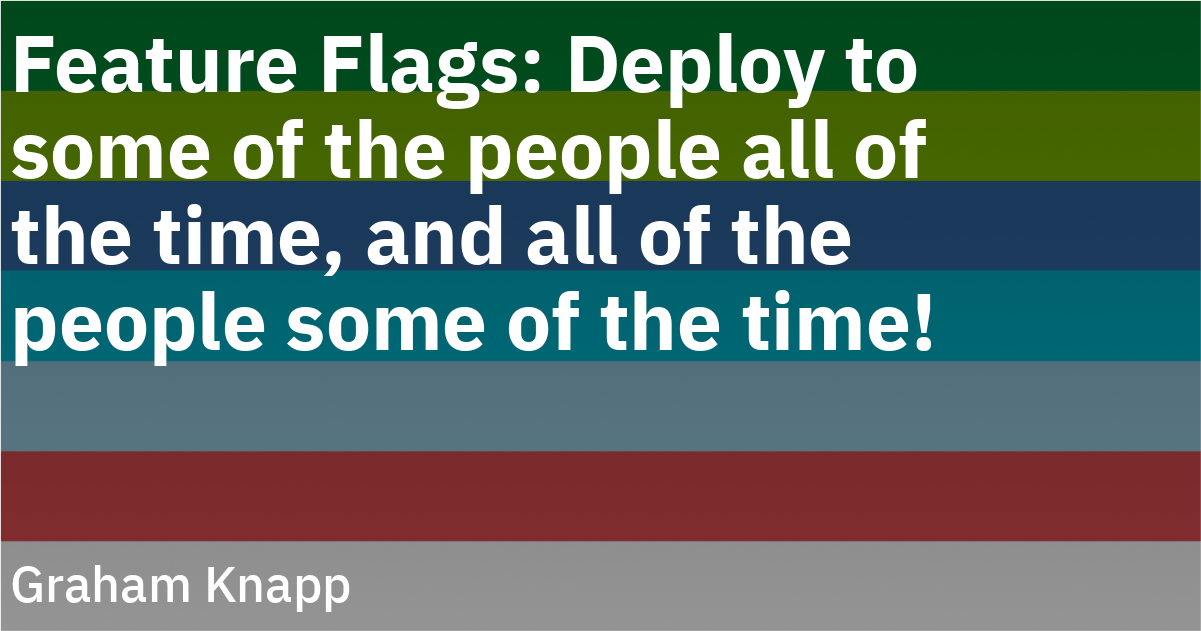 Feature Flags: Deploy to
some of the people all of
the time, and all of the
people some of the time!
Graham Knapp